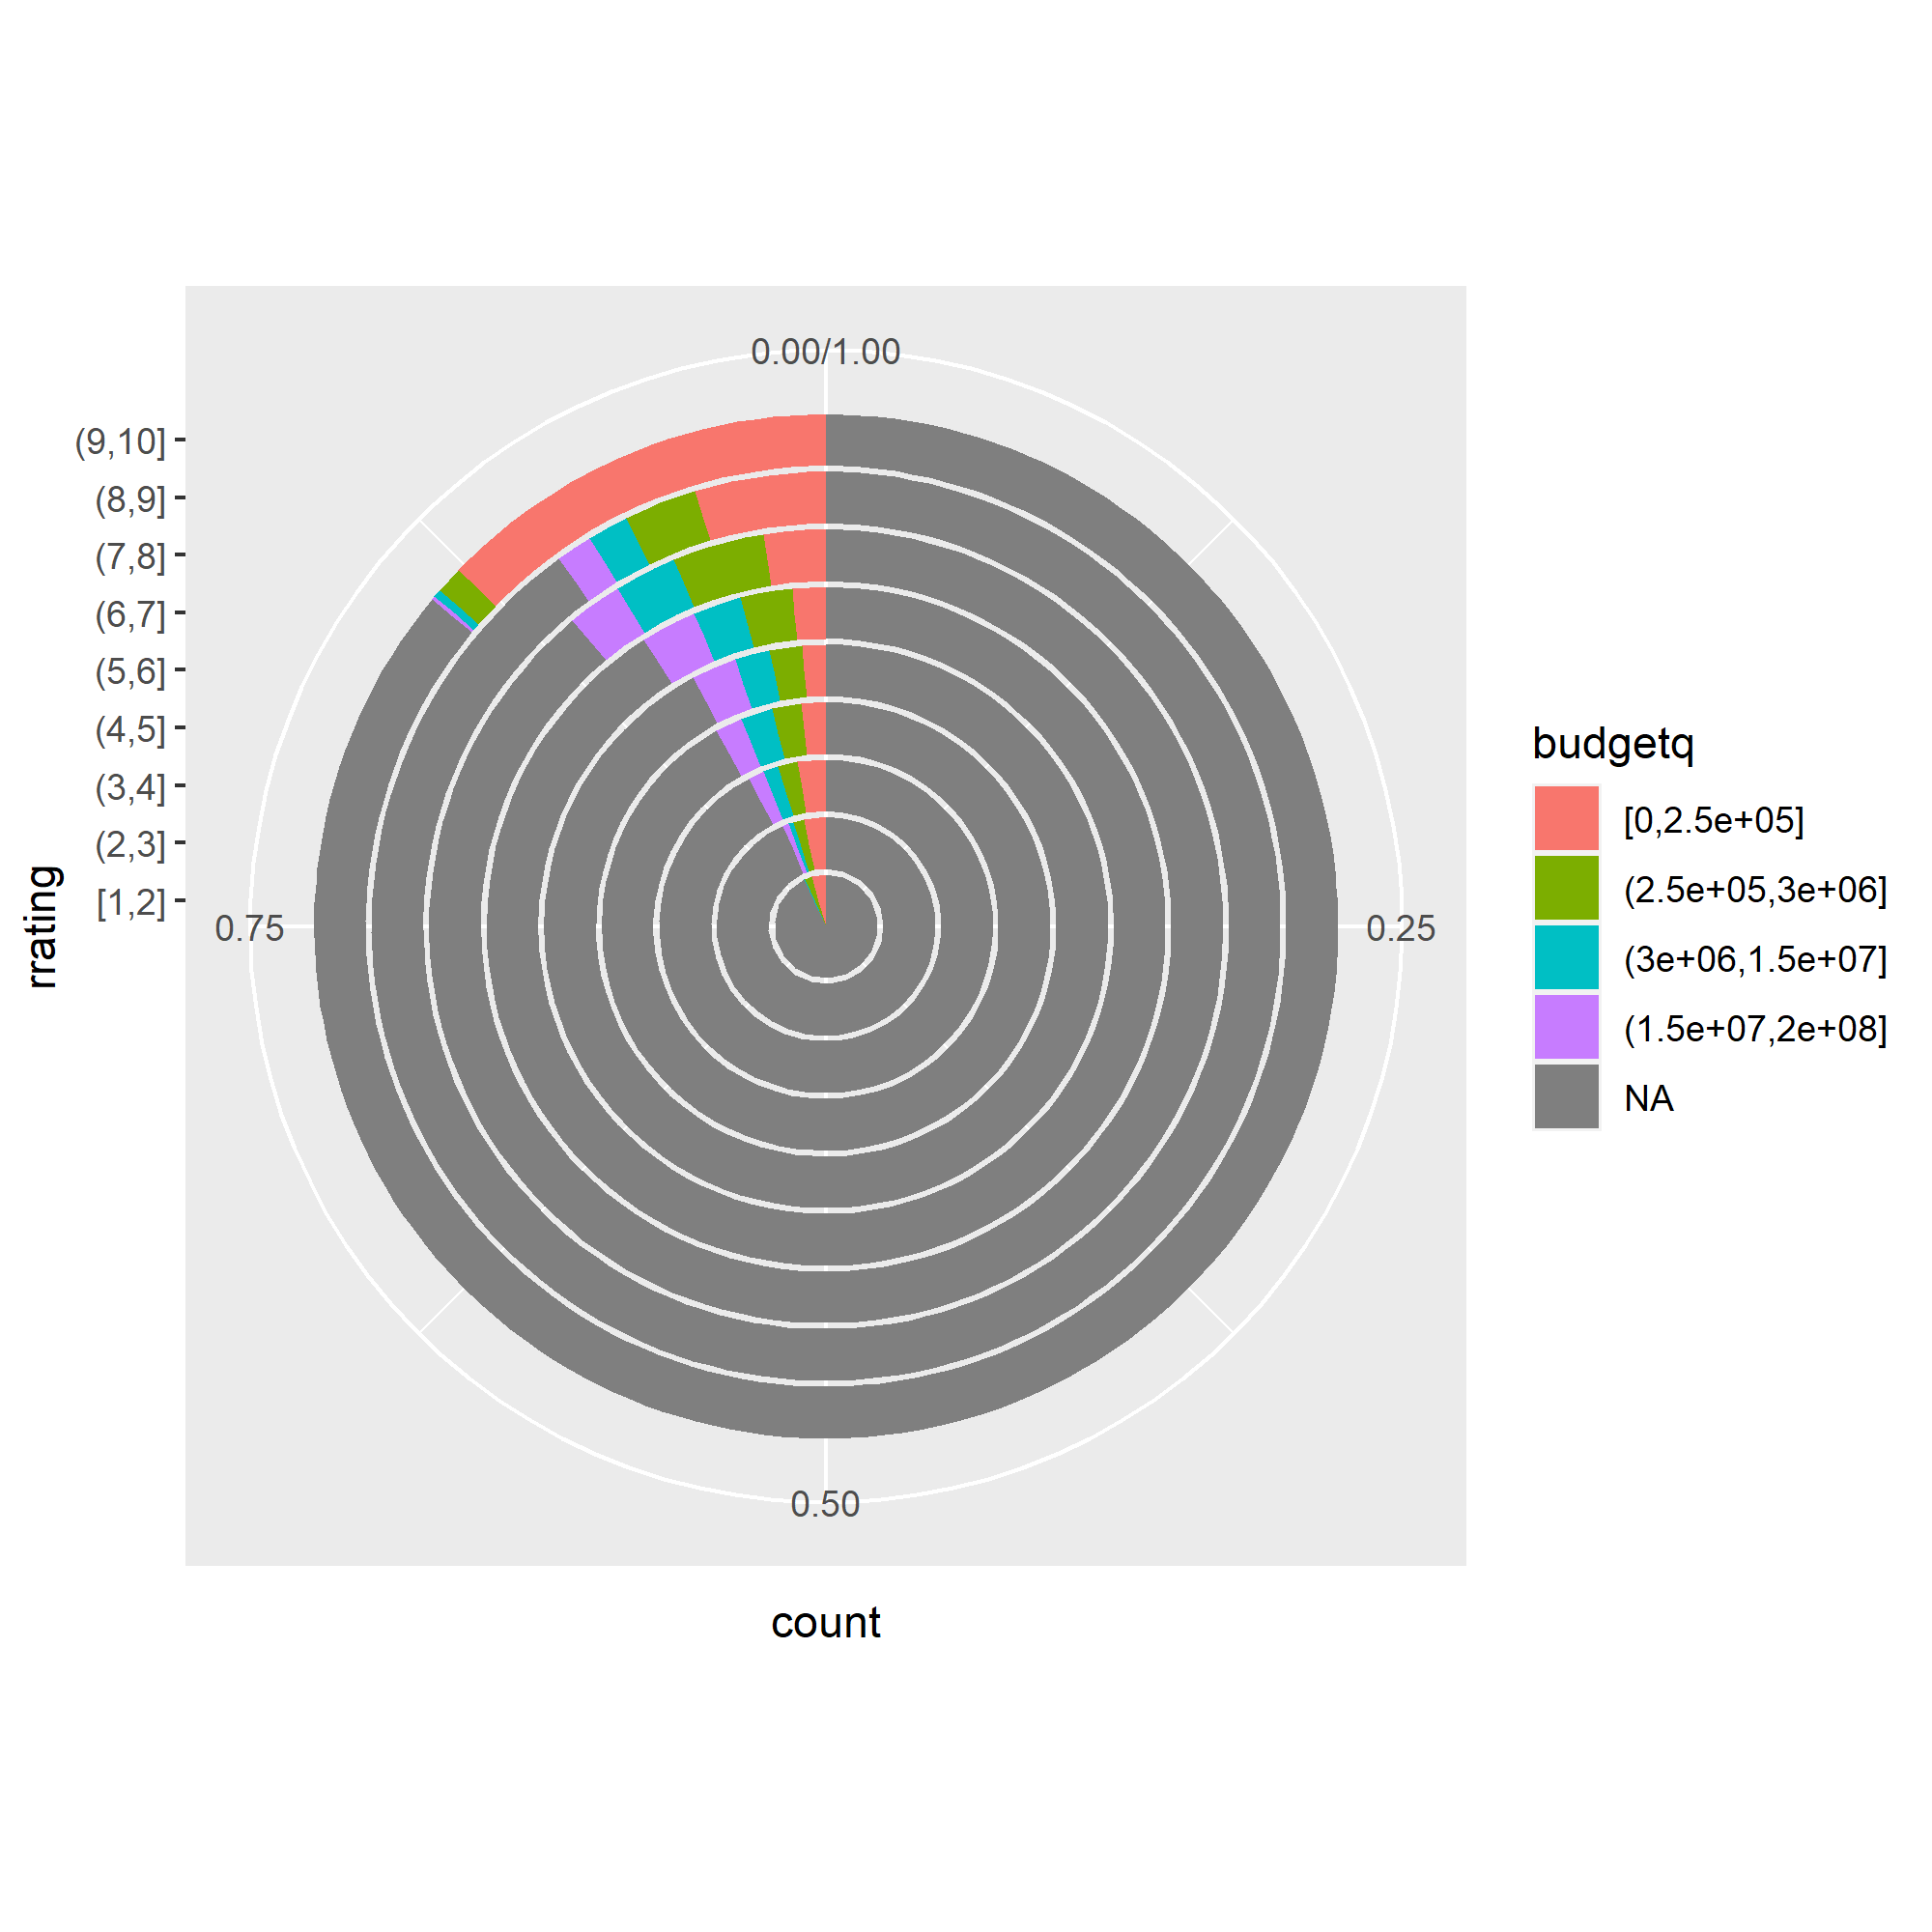 0.00/1.00
(9,10]
(8,9]
(7,8]
(6,7]
(5,6]
(4,5]
(3,4]
(2,3]
[1,2]
rrating
0.75
0.25
0.50
count
budgetq
[0,2.5e+05]
(2.5e+05,3e+06]
(3e+06,1.5e+07]
(1.5e+07,2e+08]
NA